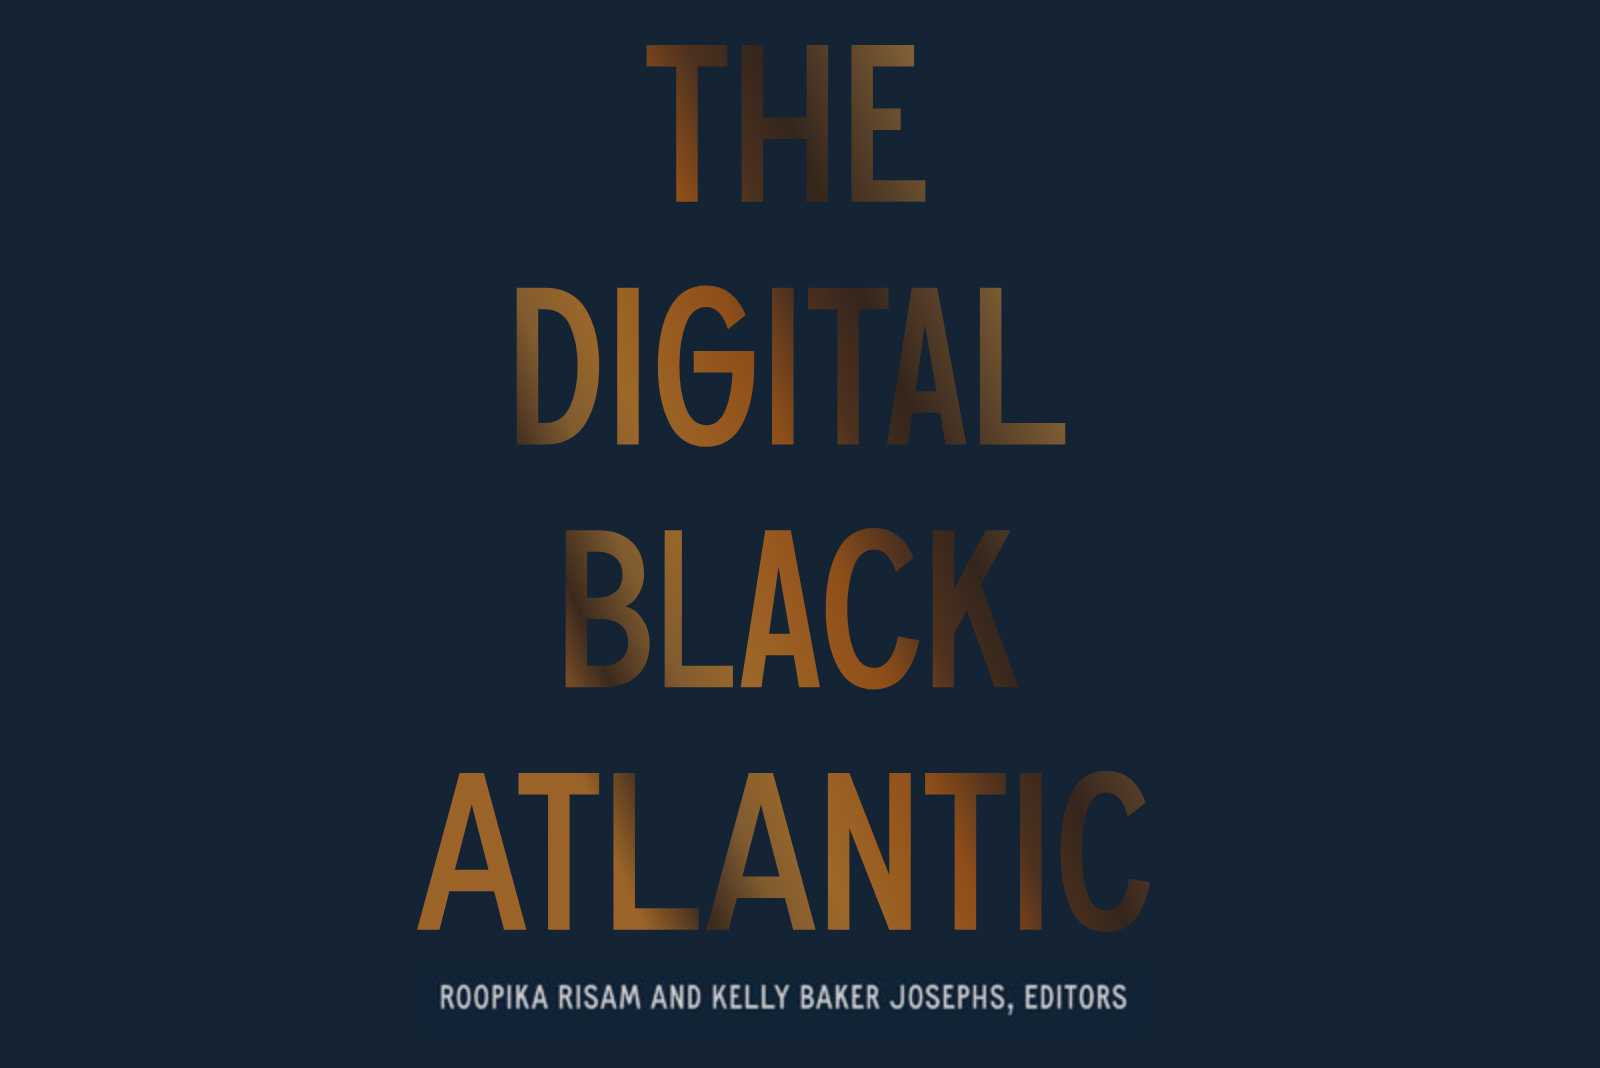 THE
DIGITAL
BLACK
ATLANTIC
ROOPIKA RISAM AND KELLY BAKER JOSEPHS, EDITORS